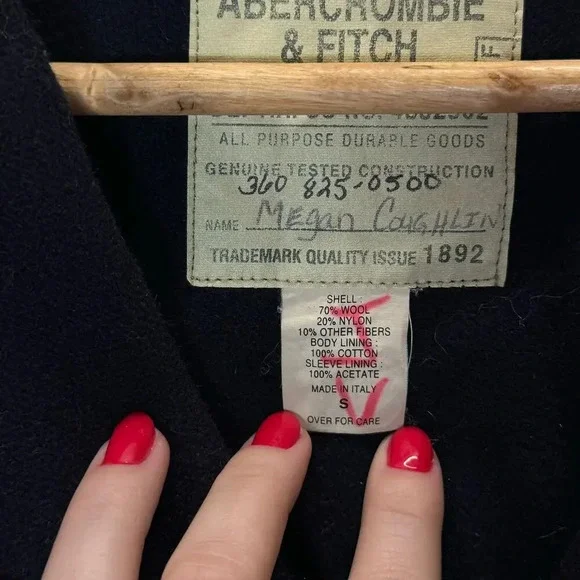 ABERCROMBIE
& FITCH
F
ALL PURPOSE DURABLE GOODS
GENUINE TESTED CONSTRUCTION
360 825-0500
NAME Megan Coughlin
TRADEMARK QUALITY ISSUE 1892
SHELL :
70% WOOL
20% NYLON
10% OTHER FIBERS
BODY LINING :
100% COTTON
SLEEVE LINING :
100% ACETATE
MADE IN ITALY
S
OVER FOR CARE